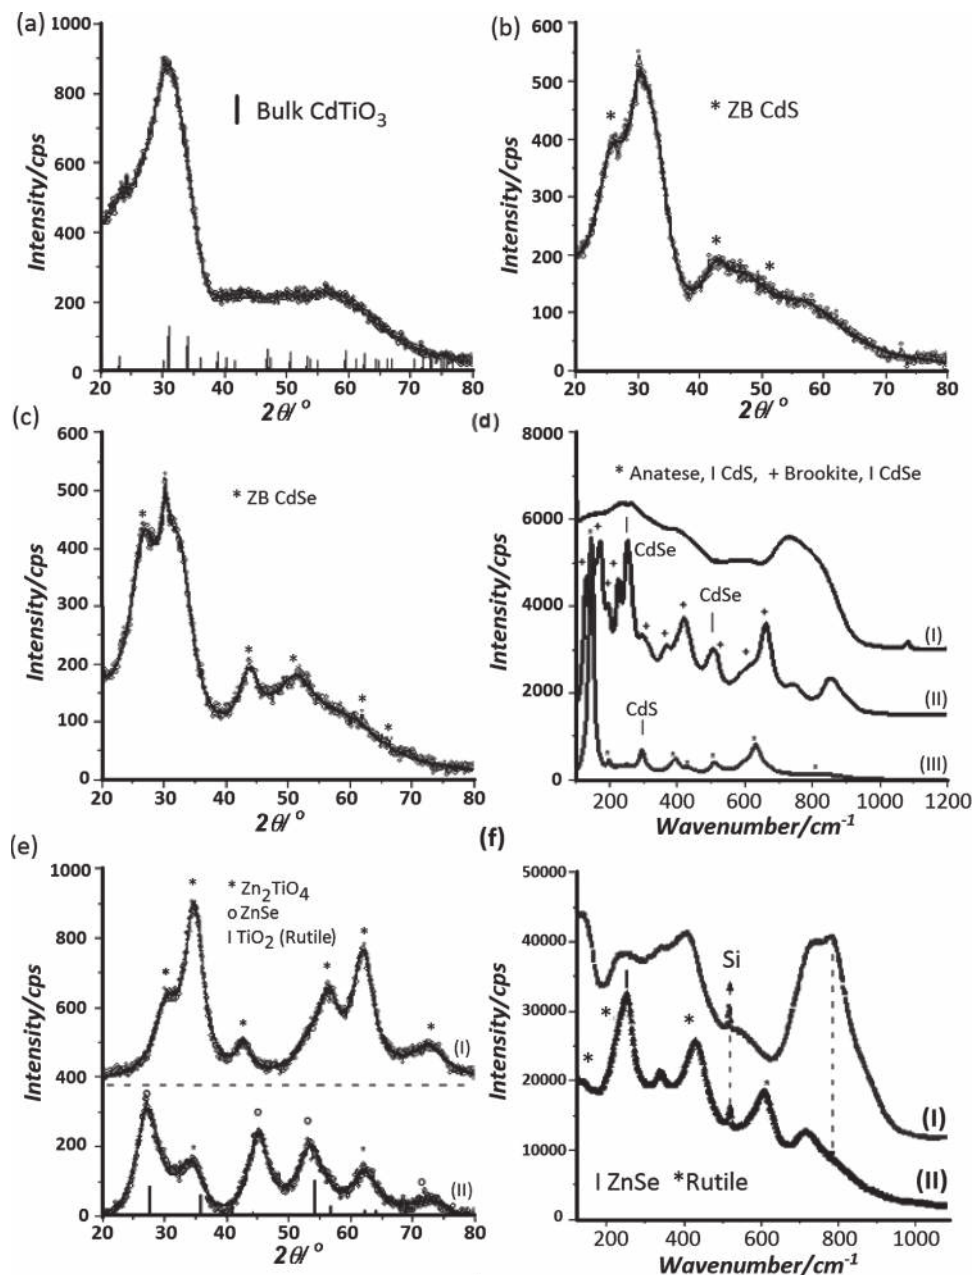 (a)
1000
800
600
400
200
0
Intensity/cps
Bulk CdTiO₃
20 30 40 50 60 70 80
2θ/°
(b)
600
500
400
300
200
100
0
Intensity/cps
* ZB CdS
* * *
20 30 40 50 60 70 80
2θ/°
(c)
600
500
400
300
200
100
0
Intensity/cps
* ZB CdSe
* * * * *
20 30 40 50 60 70 80
2θ/°
(d)
8000
6000
4000
2000
0
Intensity/cps
* Anatese, I CdS, + Brookite, I CdSe
CdSe
CdSe
CdS
(I)
(II)
(III)
200 400 600 800 1000 1200
Wavenumber/cm⁻¹
(e)
1000
800
600
400
200
0
Intensity/cps
* Zn₂TiO₄
o ZnSe
I TiO₂ (Rutile)
(I)
(II)
20 30 40 50 60 70 80
2θ/°
(f)
50000
40000
30000
20000
10000
0
Intensity/cps
Si
(I)
(II)
I ZnSe *Rutile
200 400 600 800 1000
Wavenumber/cm⁻¹